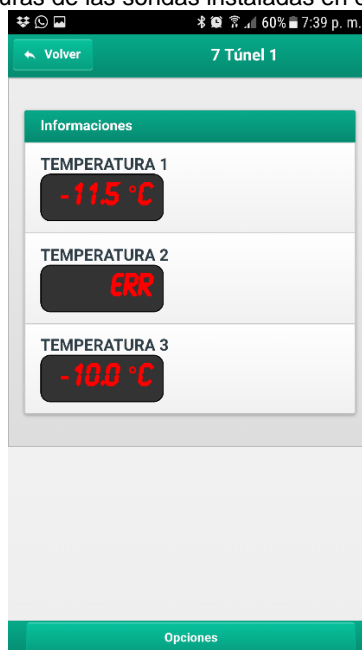 uras de las sondas instaladas en
60% 7:39 p. m.
Volver
7 Túnel 1
Informaciones
TEMPERATURA 1
-11.5 °C
TEMPERATURA 2
ERR
TEMPERATURA 3
-10.0 °C
Opciones